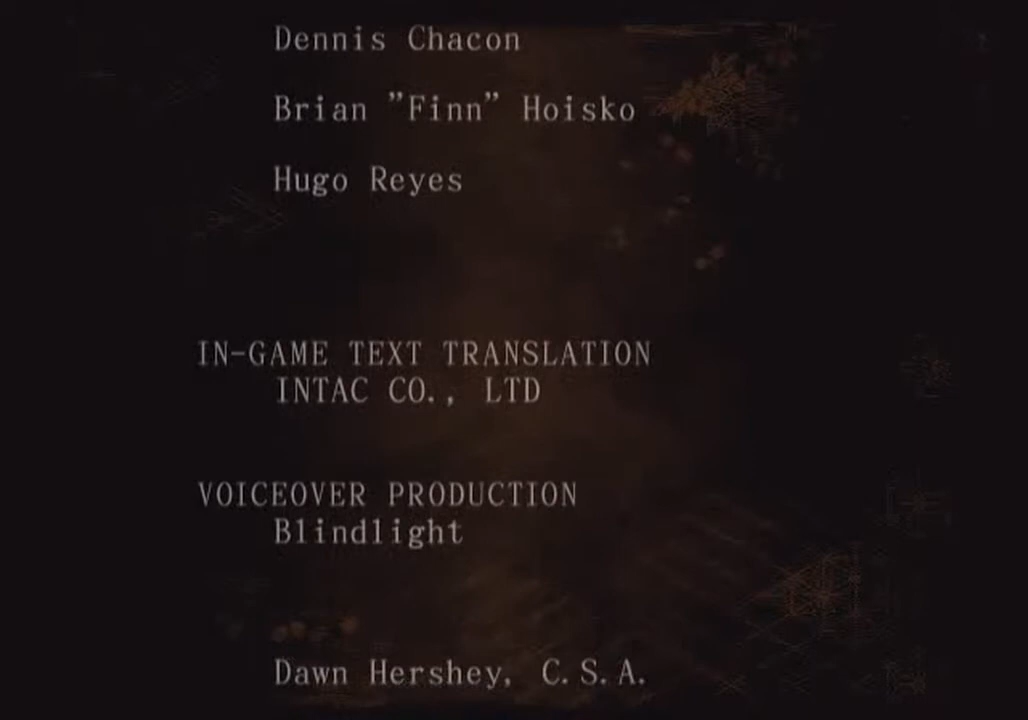 Dennis Chacon
Brian ”Finn” Hoisko
Hugo Reyes
IN-GAME TEXT TRANSLATION
INTAC CO., LTD
VOICEOVER PRODUCTION
Blindlight
Dawn Hershey, C.S.A.